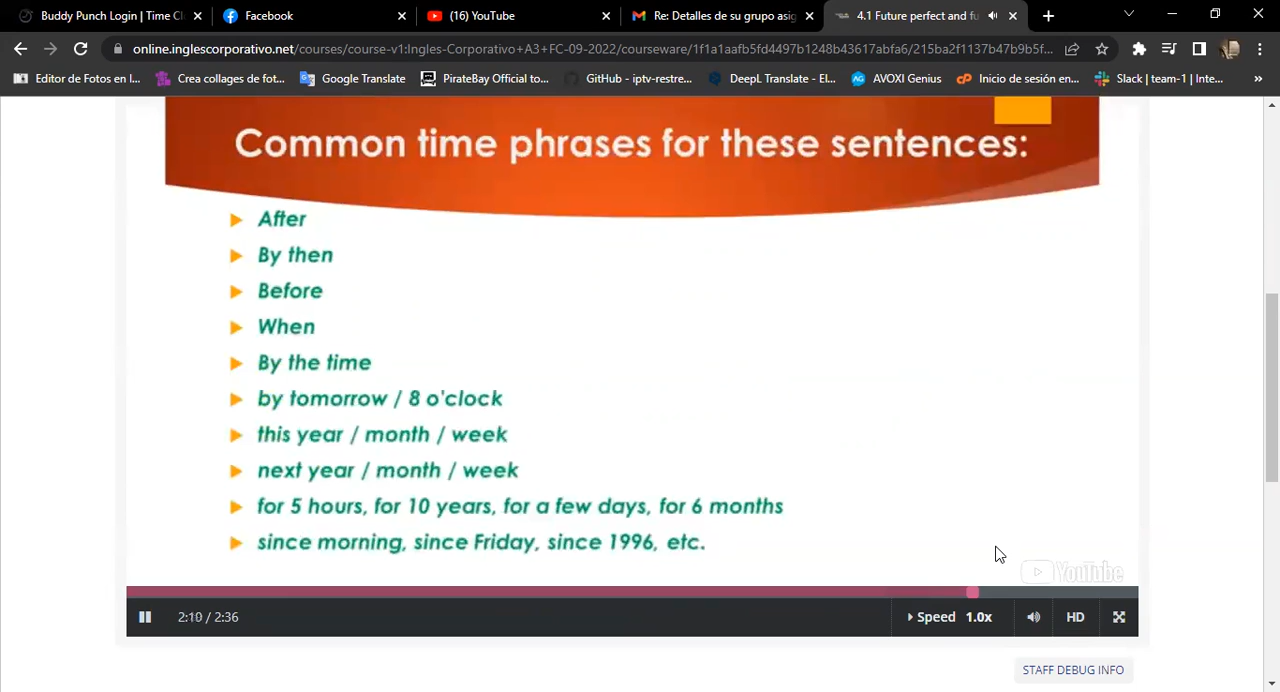 Buddy Punch Login | Time Cl
Facebook
(16) YouTube
Re: Detalles de su grupo asig
4.1 Future perfect and fu
online.inglescorporativo.net/courses/course-v1:Ingles-Corporativo+A3+FC-09-2022/courseware/1f1a1aafb5fd4497b1248b43617abfa6/215ba2f1137b47b9b5f...
Editor de Fotos en l...
Crea collages de fot...
Google Translate
PirateBay Official to...
GitHub - iptv-restre...
DeepL Translate - El...
AVOXI Genius
Inicio de sesión en...
Slack | team-1 | Inte...
Common time phrases for these sentences:
After
By then
Before
When
By the time
by tomorrow / 8 o'clock
this year / month / week
next year / month / week
for 5 hours, for 10 years, for a few days, for 6 months
since morning, since Friday, since 1996, etc.
YouTube
2:10 / 2:36
Speed 1.0x
HD
STAFF DEBUG INFO